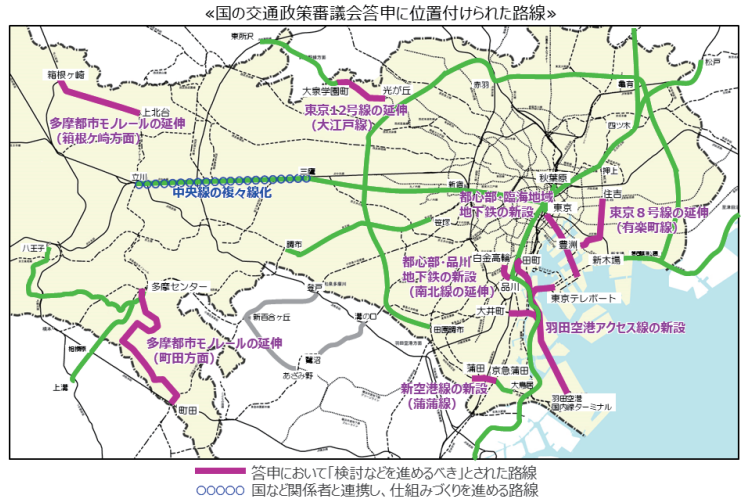 ≪国の交通政策審議会答申に位置付けられた路線≫
東所沢
松戸
箱根ヶ崎
大泉学園町
光が丘
赤羽
亀有
上北台
多摩都市モノレールの延伸
(箱根ケ崎方面)
東京12号線の延伸
(大江戸線)
四ツ木
立川
三鷹
中央線の複々線化
新宿
秋葉原
押上
住吉
都心部・臨海地域
地下鉄の新設
東京
東京８号線の延伸
(有楽町線)
笹塚
豊洲
調布
八王子
都心部・品川
地下鉄の新設
(南北線の延伸)
白金高輪
田町
新木場
品川
多摩センター
登戸
東京テレポート
新百合ヶ丘
溝の口
大井町
羽田空港アクセス線の新設
田園調布
多摩都市モノレールの延伸
(町田方面)
相模原
鷺沼
あざみ野
上溝
蒲田
京急蒲田
新空港線の新設
(蒲蒲線)
大鳥居
町田
羽田空港
国内線ターミナル
答申において「検討などを進めるべき」とされた路線
国など関係者と連携し、仕組みづくりを進める路線